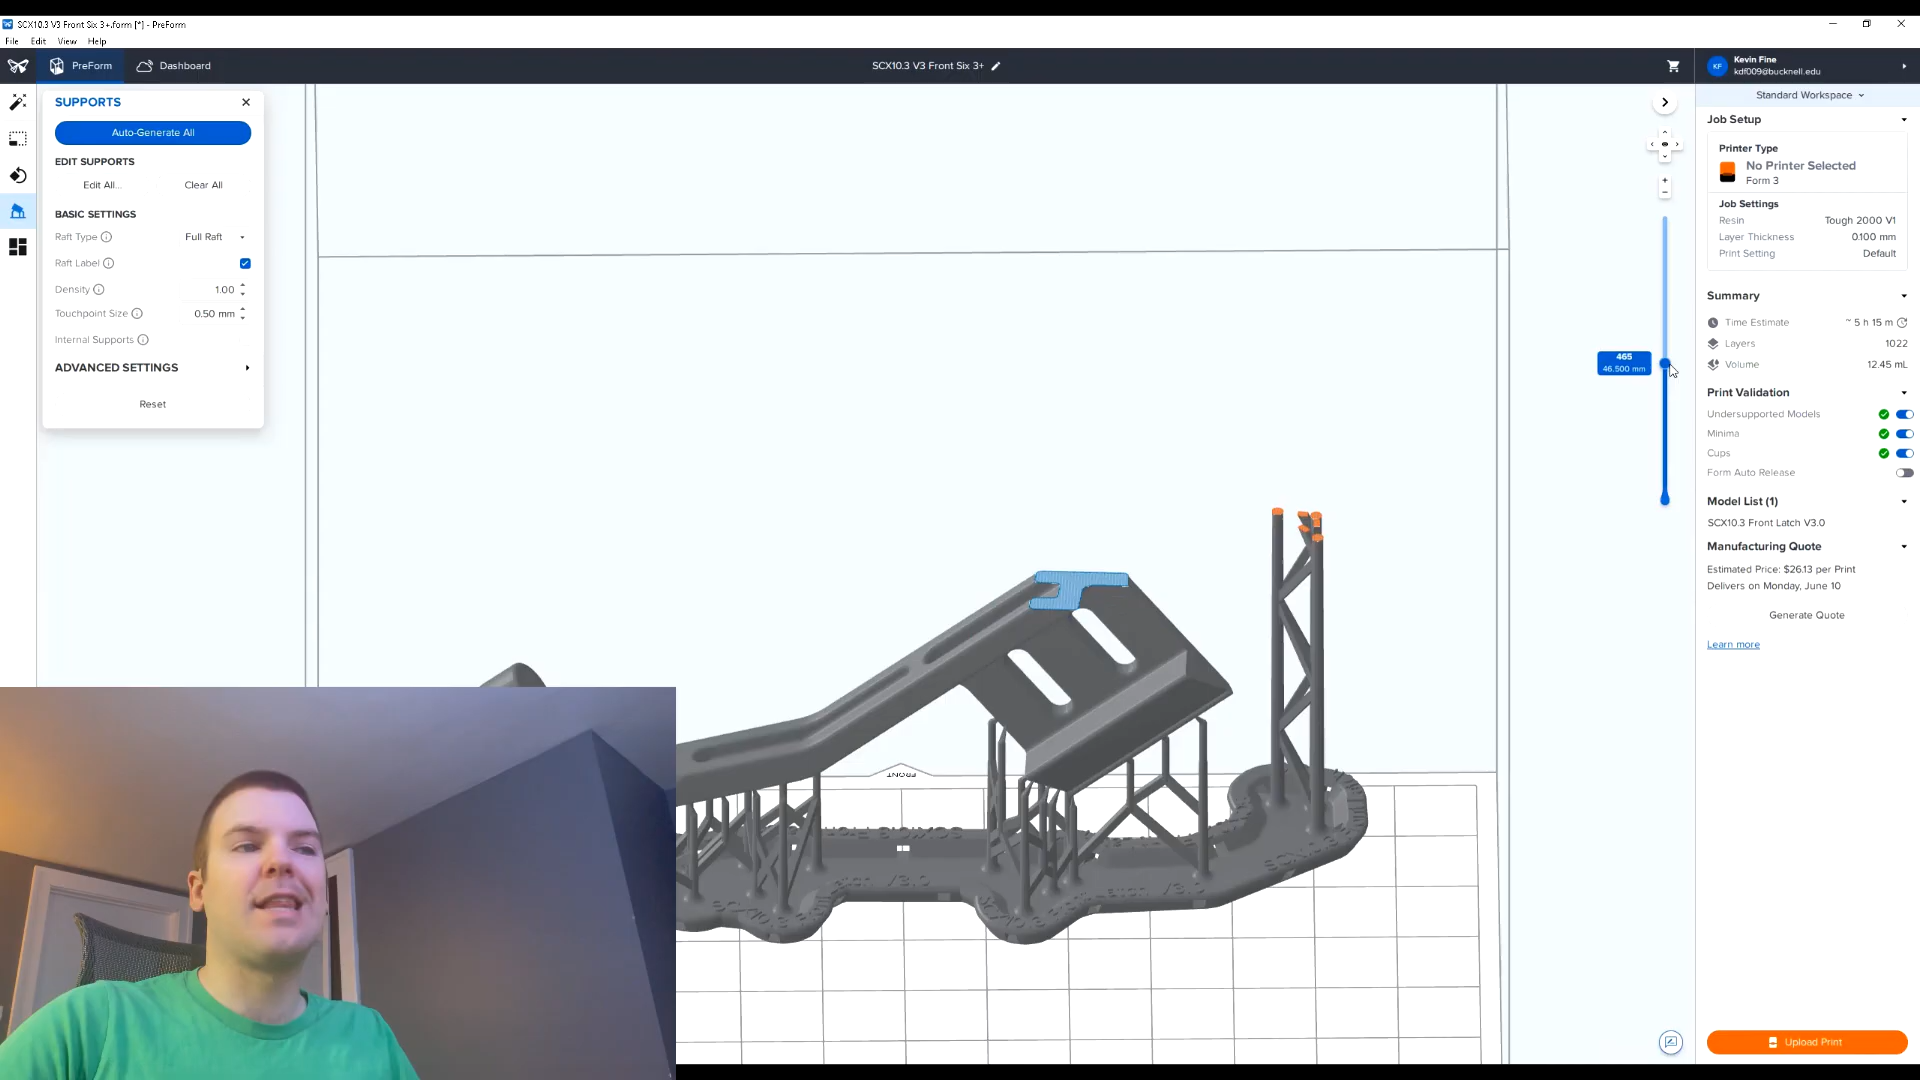 SCX10.3 V3 Front Six 3+.form [*] - PreForm
File Edit View Help
PreForm
Dashboard
SCX10.3 V3 Front Six 3+
KF
Kevin Fine
kdf009@bucknell.edu
SUPPORTS
Auto-Generate All
EDIT SUPPORTS
Edit All... Clear All
BASIC SETTINGS
Raft Type Full Raft
Raft Label
Density 1.00
Touchpoint Size 0.50 mm
Internal Supports
ADVANCED SETTINGS
Reset
465
46.500 mm
FRONT
Standard Workspace
Job Setup
Printer Type
No Printer Selected
Form 3
Job Settings
Resin Tough 2000 V1
Layer Thickness 0.100 mm
Print Setting Default
Summary
Time Estimate ~ 5 h 15 m
Layers 1022
Volume 12.45 mL
Print Validation
Undersupported Models
Minima
Cups
Form Auto Release
Model List (1)
SCX10.3 Front Latch V3.0
Manufacturing Quote
Estimated Price: $26.13 per Print
Delivers on Monday, June 10
Generate Quote
Learn more
Upload Print